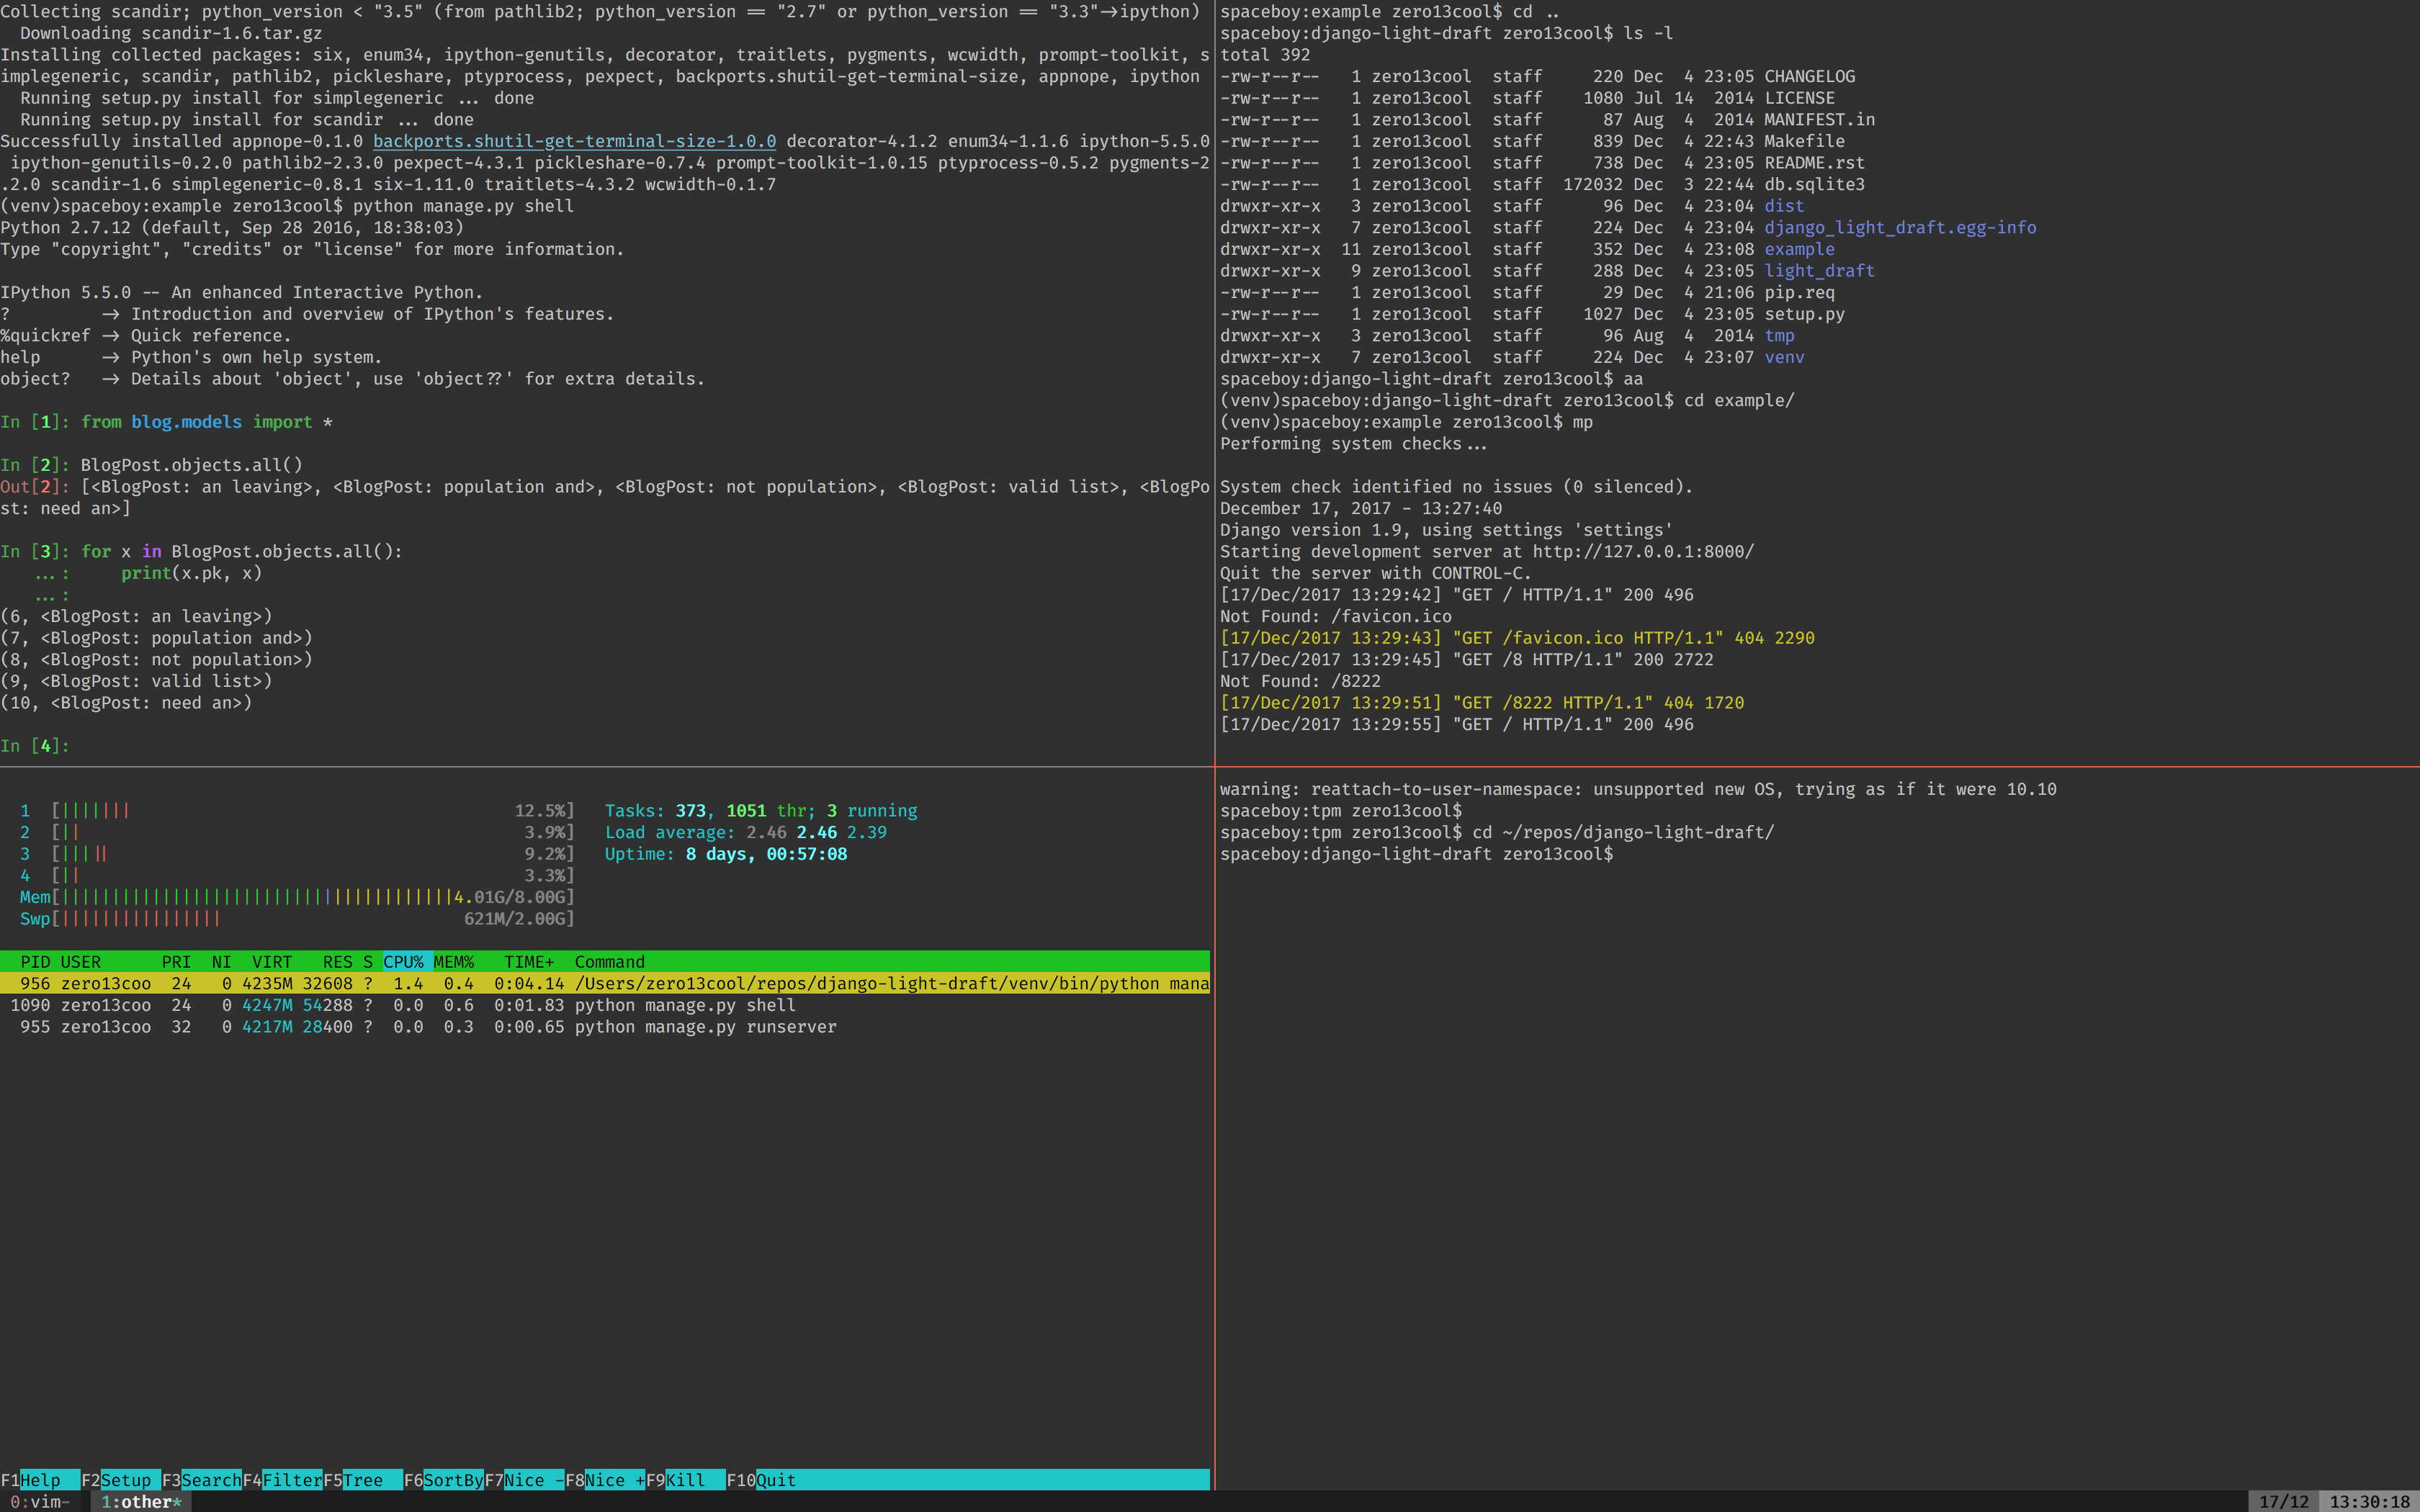 Collecting scandir; python_version < "3.5" (from pathlib2; python_version == "2.7" or python_version == "3.3"->ipython)
  Downloading scandir-1.6.tar.gz
Installing collected packages: six, enum34, ipython-genutils, decorator, traitlets, pygments, wcwidth, prompt-toolkit, s
implegeneric, scandir, pathlib2, pickleshare, ptyprocess, pexpect, backports.shutil-get-terminal-size, appnope, ipython
  Running setup.py install for simplegeneric ... done
  Running setup.py install for scandir ... done
Successfully installed appnope-0.1.0 backports.shutil-get-terminal-size-1.0.0 decorator-4.1.2 enum34-1.1.6 ipython-5.5.0
 ipython-genutils-0.2.0 pathlib2-2.3.0 pexpect-4.3.1 pickleshare-0.7.4 prompt-toolkit-1.0.15 ptyprocess-0.5.2 pygments-2
.2.0 scandir-1.6 simplegeneric-0.8.1 six-1.11.0 traitlets-4.3.2 wcwidth-0.1.7
(venv)spaceboy:example zero13cool$ python manage.py shell
Python 2.7.12 (default, Sep 28 2016, 18:38:03)
Type "copyright", "credits" or "license" for more information.

IPython 5.5.0 -- An enhanced Interactive Python.
?         -> Introduction and overview of IPython's features.
%quickref -> Quick reference.
help      -> Python's own help system.
object?   -> Details about 'object', use 'object??' for extra details.

In [1]: from blog.models import *

In [2]: BlogPost.objects.all()
Out[2]: [<BlogPost: an leaving>, <BlogPost: population and>, <BlogPost: not population>, <BlogPost: valid list>, <BlogPo
st: need an>]

In [3]: for x in BlogPost.objects.all():
   ...:     print(x.pk, x)
   ...:
(6, <BlogPost: an leaving>)
(7, <BlogPost: population and>)
(8, <BlogPost: not population>)
(9, <BlogPost: valid list>)
(10, <BlogPost: need an>)

In [4]:
spaceboy:example zero13cool$ cd ..
spaceboy:django-light-draft zero13cool$ ls -l
total 392
-rw-r--r--   1 zero13cool  staff     220 Dec  4 23:05 CHANGELOG
-rw-r--r--   1 zero13cool  staff    1080 Jul 14  2014 LICENSE
-rw-r--r--   1 zero13cool  staff      87 Aug  4  2014 MANIFEST.in
-rw-r--r--   1 zero13cool  staff     839 Dec  4 22:43 Makefile
-rw-r--r--   1 zero13cool  staff     738 Dec  4 23:05 README.rst
-rw-r--r--   1 zero13cool  staff  172032 Dec  3 22:44 db.sqlite3
drwxr-xr-x   3 zero13cool  staff      96 Dec  4 23:04 dist
drwxr-xr-x   7 zero13cool  staff     224 Dec  4 23:04 django_light_draft.egg-info
drwxr-xr-x  11 zero13cool  staff     352 Dec  4 23:08 example
drwxr-xr-x   9 zero13cool  staff     288 Dec  4 23:05 light_draft
-rw-r--r--   1 zero13cool  staff      29 Dec  4 21:06 pip.req
-rw-r--r--   1 zero13cool  staff    1027 Dec  4 23:05 setup.py
drwxr-xr-x   3 zero13cool  staff      96 Aug  4  2014 tmp
drwxr-xr-x   7 zero13cool  staff     224 Dec  4 23:07 venv
spaceboy:django-light-draft zero13cool$ aa
(venv)spaceboy:django-light-draft zero13cool$ cd example/
(venv)spaceboy:example zero13cool$ mp
Performing system checks...

System check identified no issues (0 silenced).
December 17, 2017 - 13:27:40
Django version 1.9, using settings 'settings'
Starting development server at http://127.0.0.1:8000/
Quit the server with CONTROL-C.
[17/Dec/2017 13:29:42] "GET / HTTP/1.1" 200 496
Not Found: /favicon.ico
[17/Dec/2017 13:29:43] "GET /favicon.ico HTTP/1.1" 404 2290
[17/Dec/2017 13:29:45] "GET /8 HTTP/1.1" 200 2722
Not Found: /8222
[17/Dec/2017 13:29:51] "GET /8222 HTTP/1.1" 404 1720
[17/Dec/2017 13:29:55] "GET / HTTP/1.1" 200 496
1  [|||||||                                      12.5%]   Tasks: 373, 1051 thr; 3 running
2  [||                                            3.9%]   Load average: 2.46 2.46 2.39
3  [|||||                                         9.2%]   Uptime: 8 days, 00:57:08
4  [||                                            3.3%]
Mem[|||||||||||||||||||||||||||||||||||||||4.01G/8.00G]
Swp[||||||||||||||||                        621M/2.00G]
  PID USER      PRI  NI  VIRT   RES S CPU% MEM%   TIME+  Command
  956 zero13coo  24   0 4235M 32608 ?  1.4  0.4  0:04.14 /Users/zero13cool/repos/django-light-draft/venv/bin/python mana
 1090 zero13coo  24   0 4247M 54288 ?  0.0  0.6  0:01.83 python manage.py shell
  955 zero13coo  32   0 4217M 28400 ?  0.0  0.3  0:00.65 python manage.py runserver
F1Help  F2Setup F3SearchF4FilterF5Tree  F6SortByF7Nice -F8Nice +F9Kill  F10Quit
warning: reattach-to-user-namespace: unsupported new OS, trying as if it were 10.10
spaceboy:tpm zero13cool$
spaceboy:tpm zero13cool$ cd ~/repos/django-light-draft/
spaceboy:django-light-draft zero13cool$
0:vim-  1:other*  17/12  13:30:18